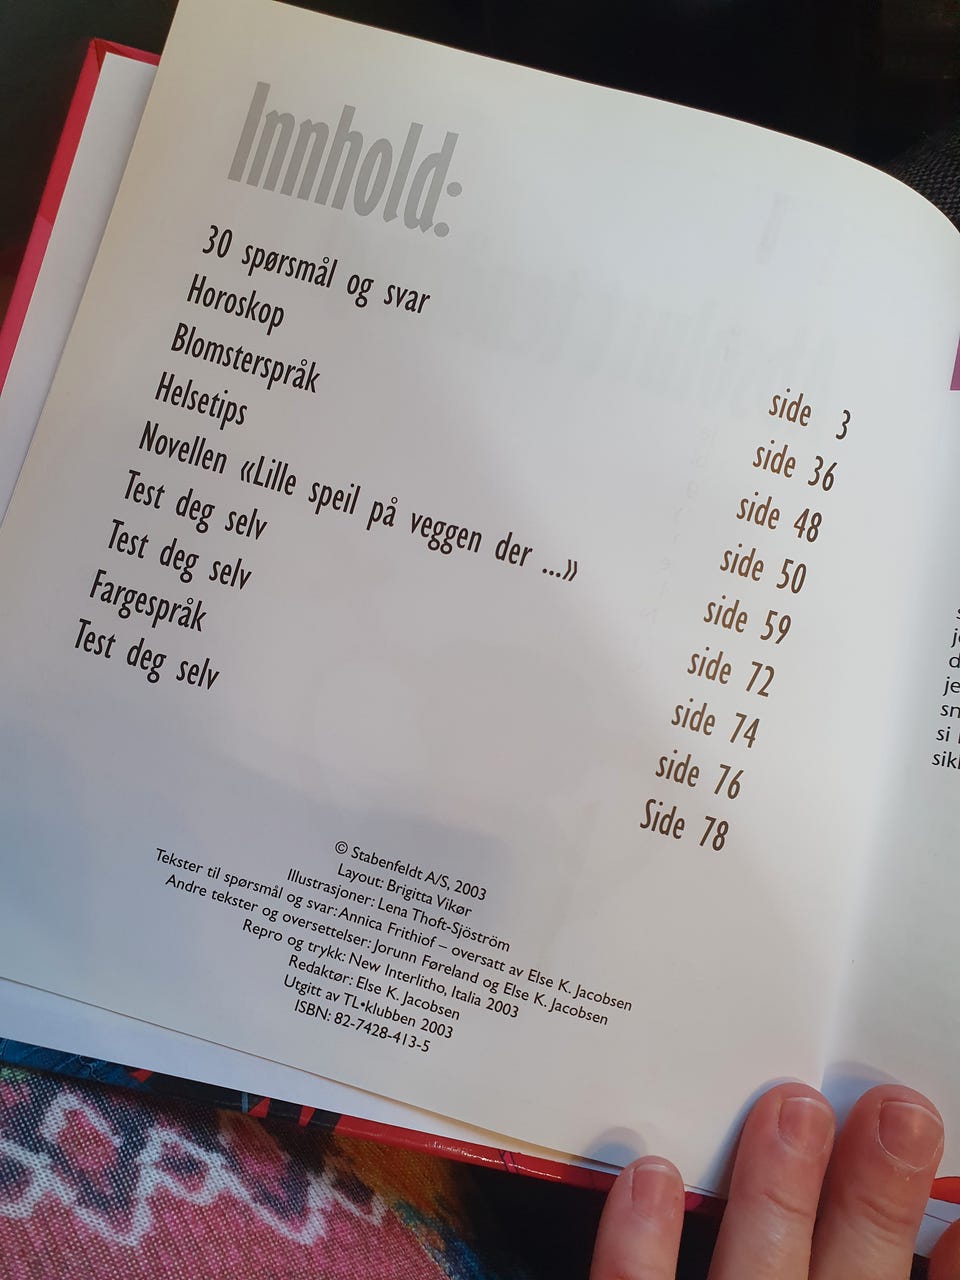 Innhold:
30 spørsmål og svar side 3
Horoskop side 36
Blomsterspråk side 48
Helsetips side 50
Novellen «Lille speil på veggen der ...» side 59
Test deg selv side 72
Test deg selv side 74
Fargespråk side 76
Test deg selv Side 78
© Stabenfeldt A/S, 2003
Layout: Brigitta Vikør
Illustrasjoner: Lena Thoft-Sjöström
Tekster til spørsmål og svar: Annica Frithiof – oversatt av Else K. Jacobsen
Andre tekster og oversettelser: Jorunn Føreland og Else K. Jacobsen
Repro og trykk: New Interlitho, Italia 2003
Redaktør: Else K. Jacobsen
Utgitt av TL•klubben 2003
ISBN: 82-7428-413-5